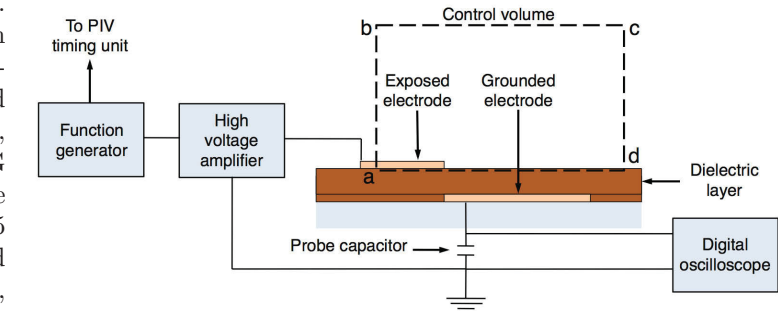 To PIV
timing unit
Function
generator
High
voltage
amplifier
b
Control volume
c
Exposed
electrode
Grounded
electrode
a
d
Dielectric
layer
Probe capacitor
Digital
oscilloscope